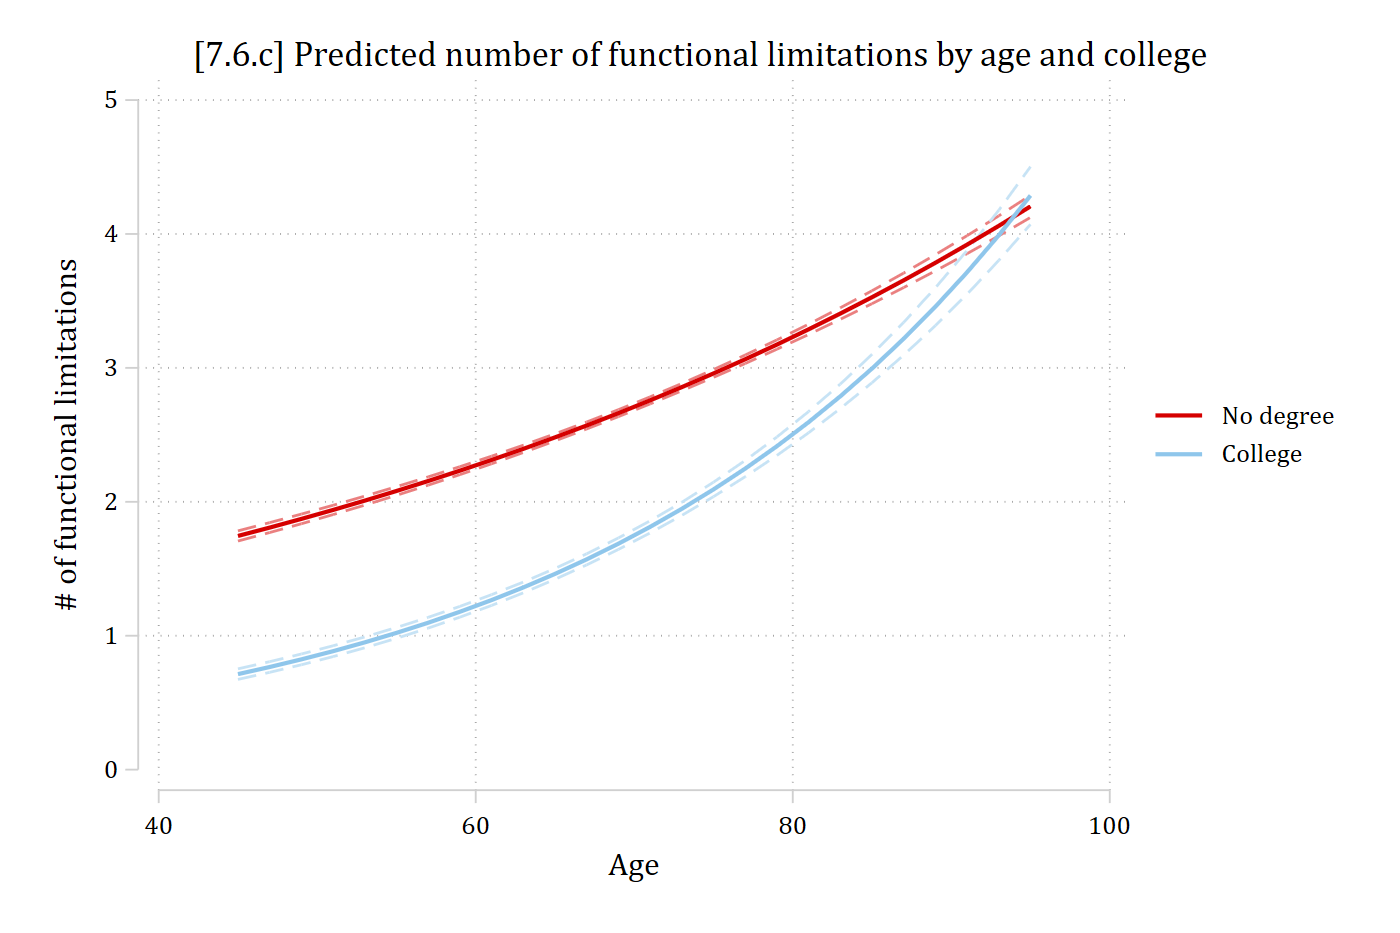 [7.6.c] Predicted number of functional limitations by age and college
# of functional limitations
5
4
3
2
1
0
40 60 80 100
Age
No degree
College